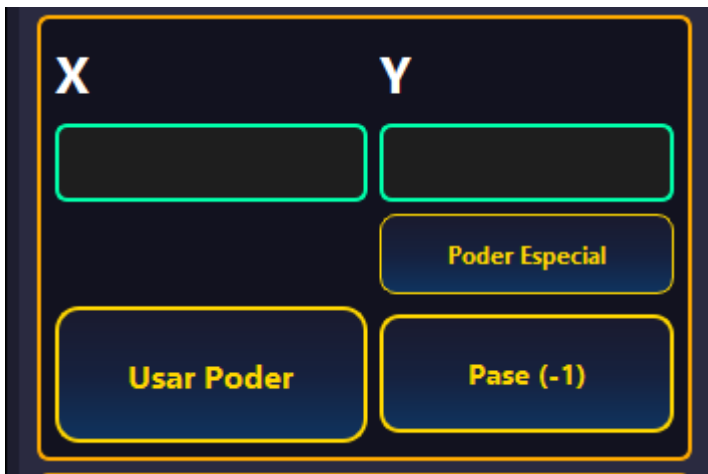 X Y
Poder Especial
Usar Poder Pase (-1)